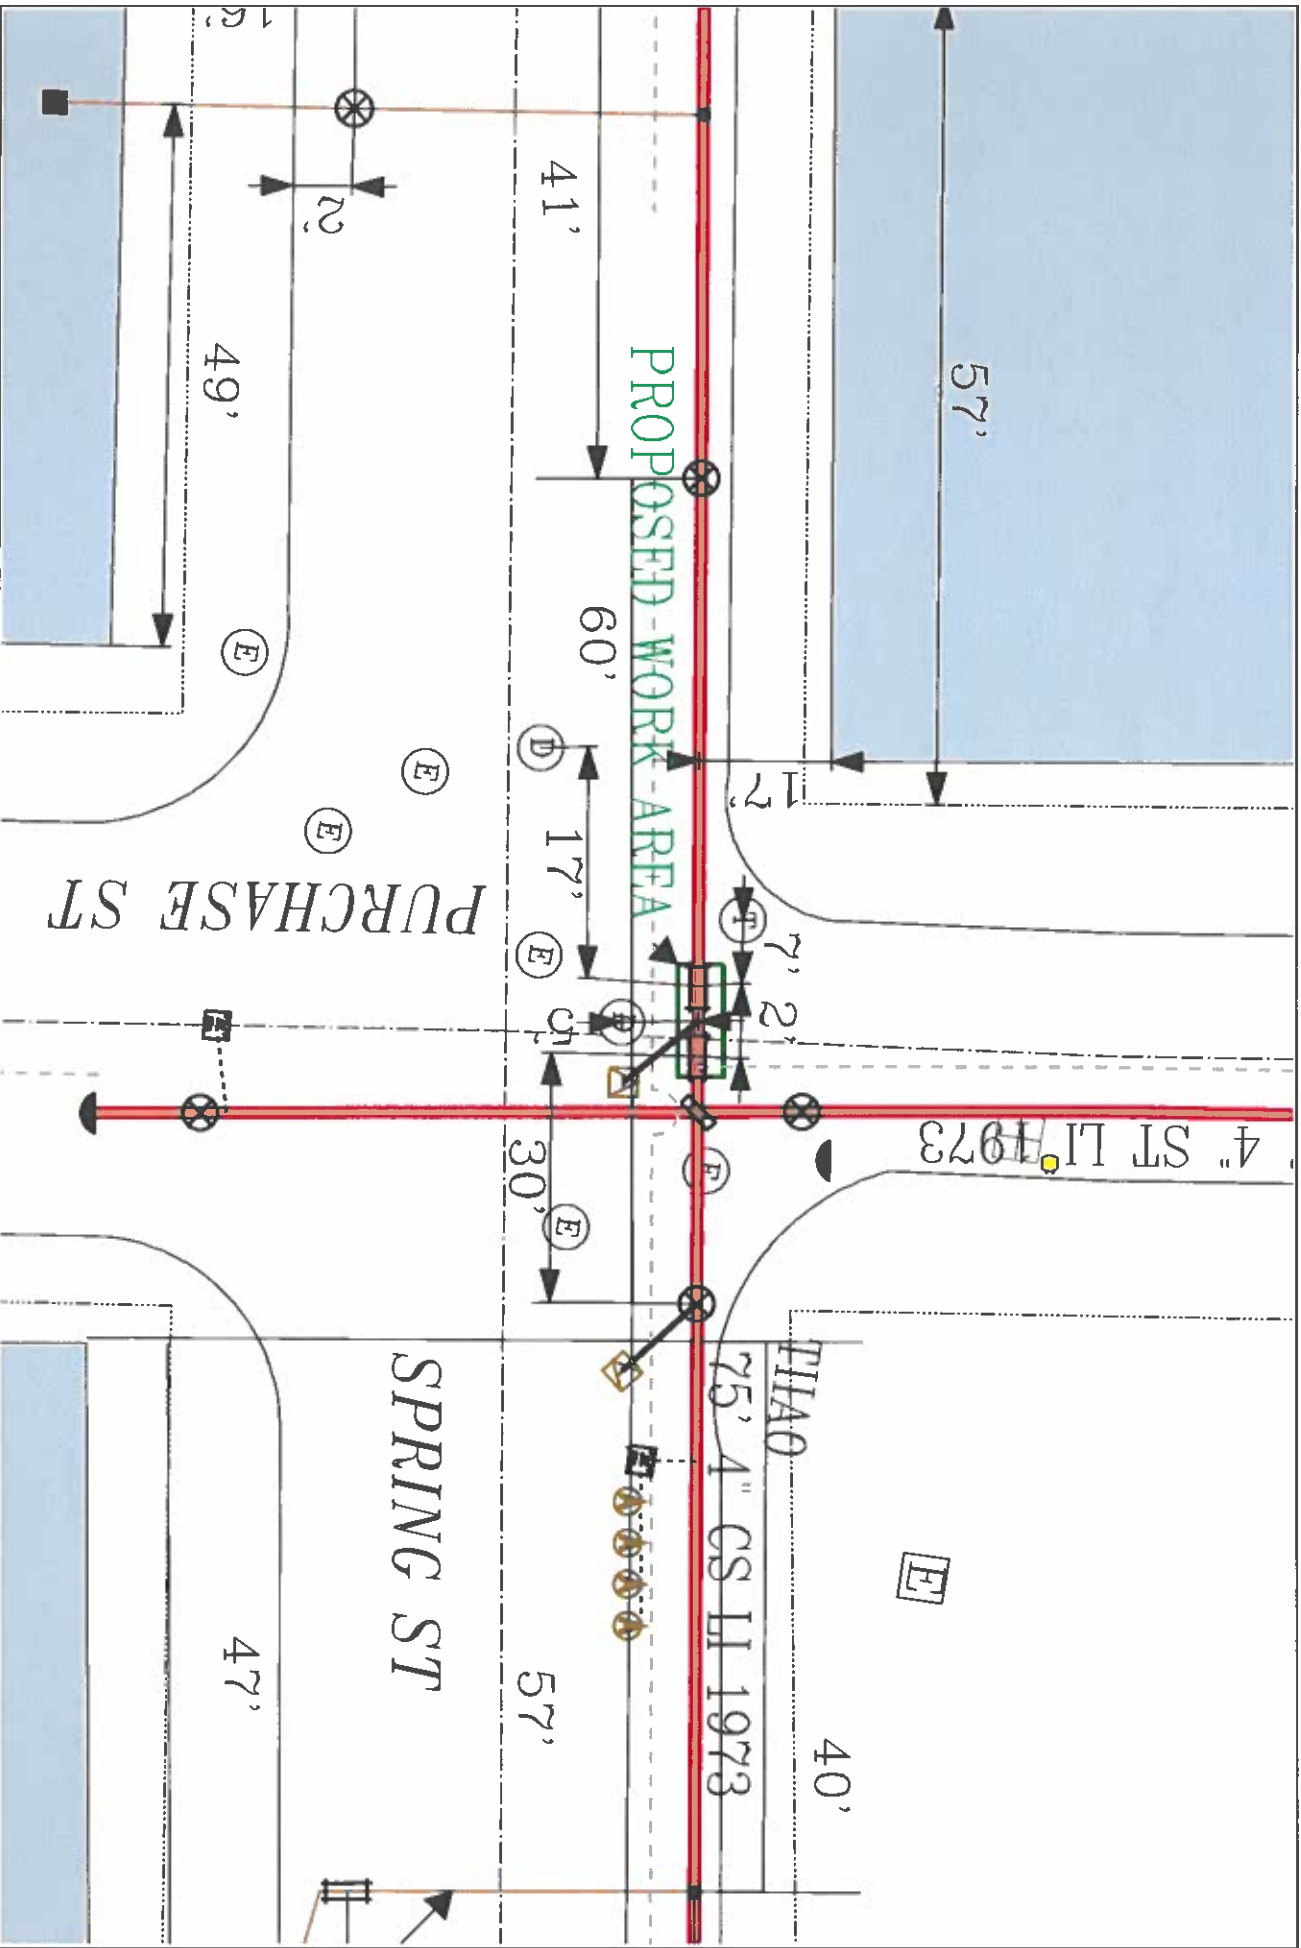 16'
2'
41'
49'
57'
PROPOSED WORK AREA
60'
E
D
17'
17'
E
E
PURCHASE ST
T
7'
E
2'
5'
4" ST LI 1973
E
30'
E
75' 4" CS LI 1973
SPRING ST
E
47'
57'
40'